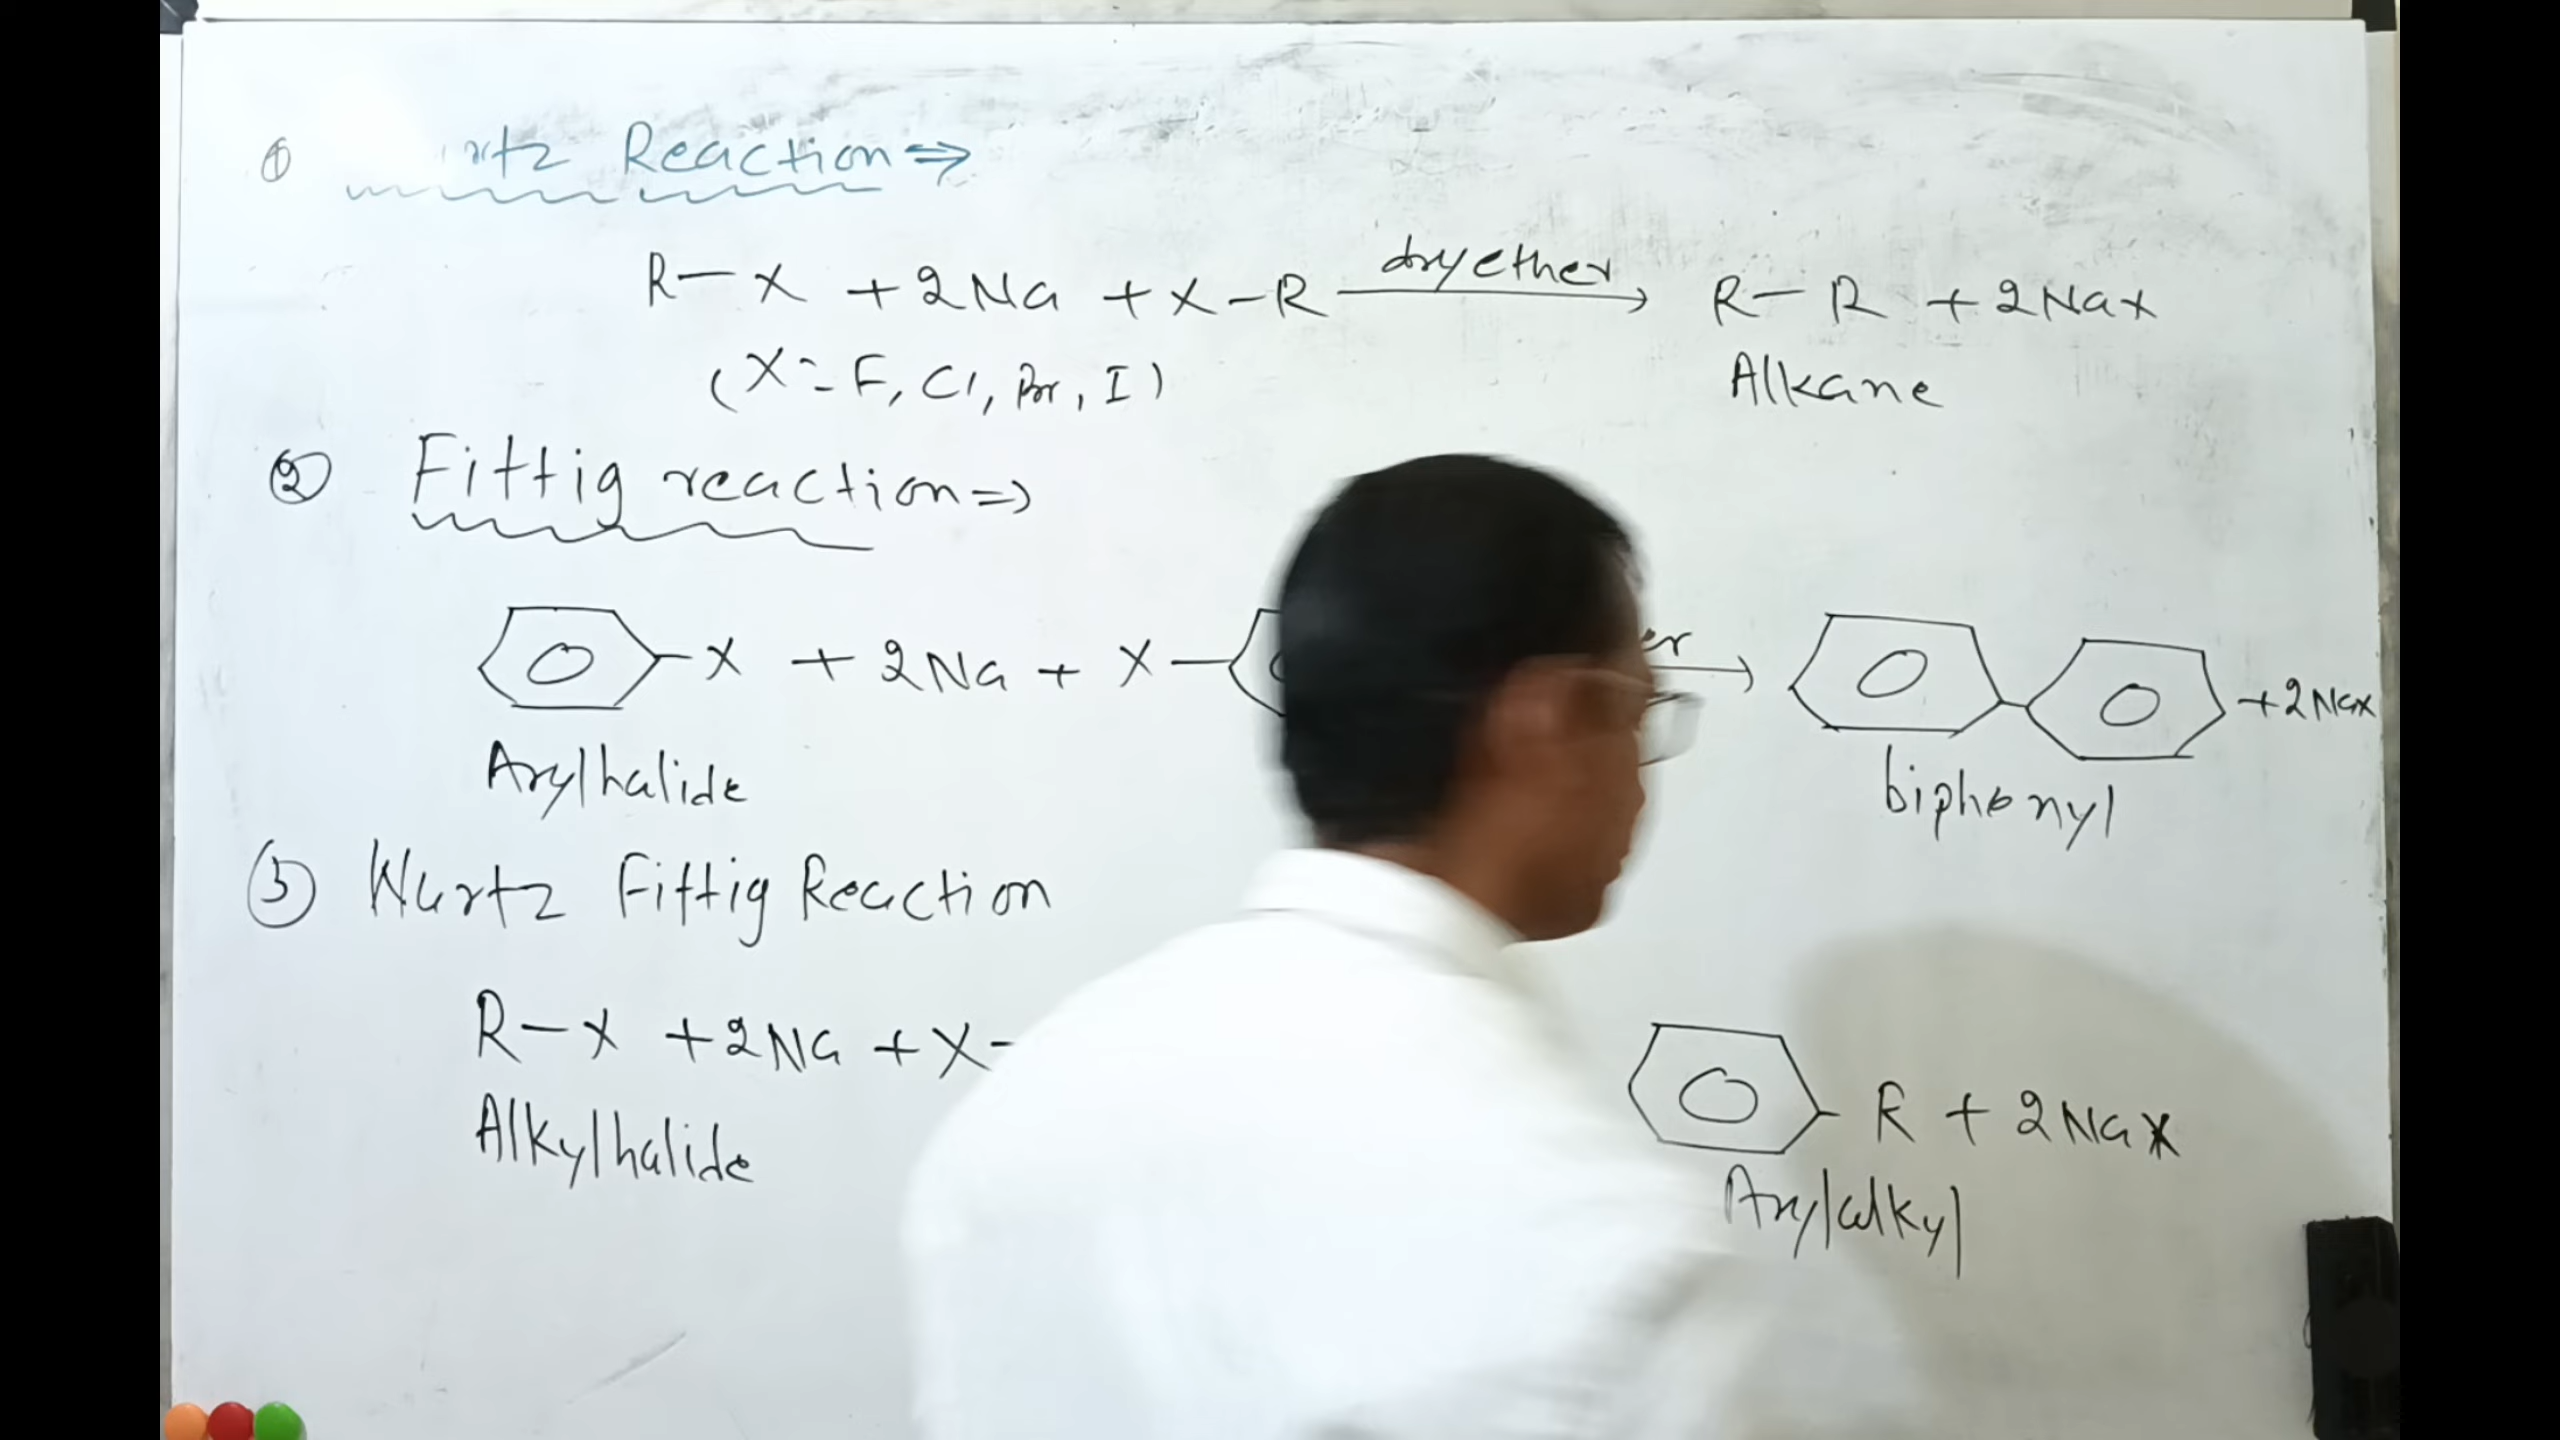 ① Reaction ⇒
R-X + 2Na + X-R dry ether → R-R + 2Nax
(X = F, Cl, Br, I) Alkane
② Fittig reaction ⇒
-X + 2Na + X- → +2Nax
Arylhalide biphenyl
③ Wurtz Fittig Reaction
R-X + 2Na + X- -R + 2NaX
Alkylhalide Arylalkyl